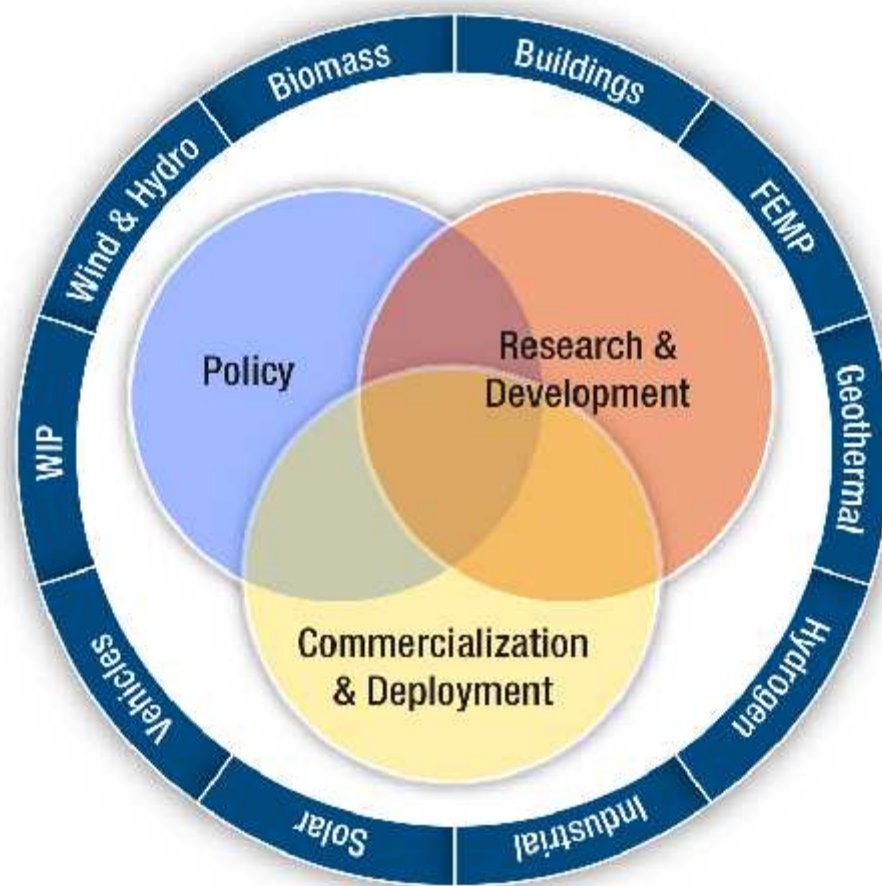 Biomass
Buildings
FEMP
Geothermal
Hydrogen
Industrial
Solar
Vehicles
WIP
Wind & Hydro
Policy
Research &
Development
Commercialization
& Deployment